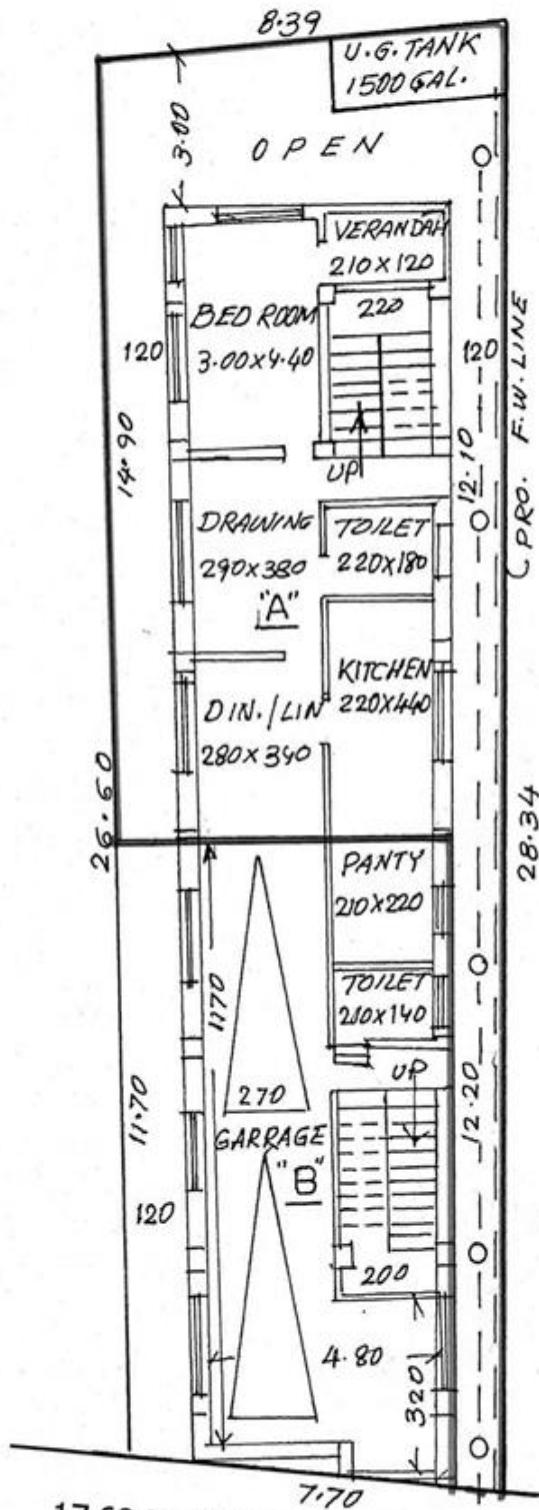 8.39
U.G. TANK
1500 GAL.
3.00
OPEN
VERANDAH
210X120
220
BED ROOM
3.00X4.40
120
120
14.90
12.10
UP
PRO. F.W. LINE
DRAWING
290X380
TOILET
220X180
"A"
KITCHEN
220X440
DIN./LIN
280X340
26.60
28.34
PANTY
210X220
TOILET
210X140
1170
270
UP
GARRAGE
"B"
11.70
12.20
120
200
4.80
320
7.70